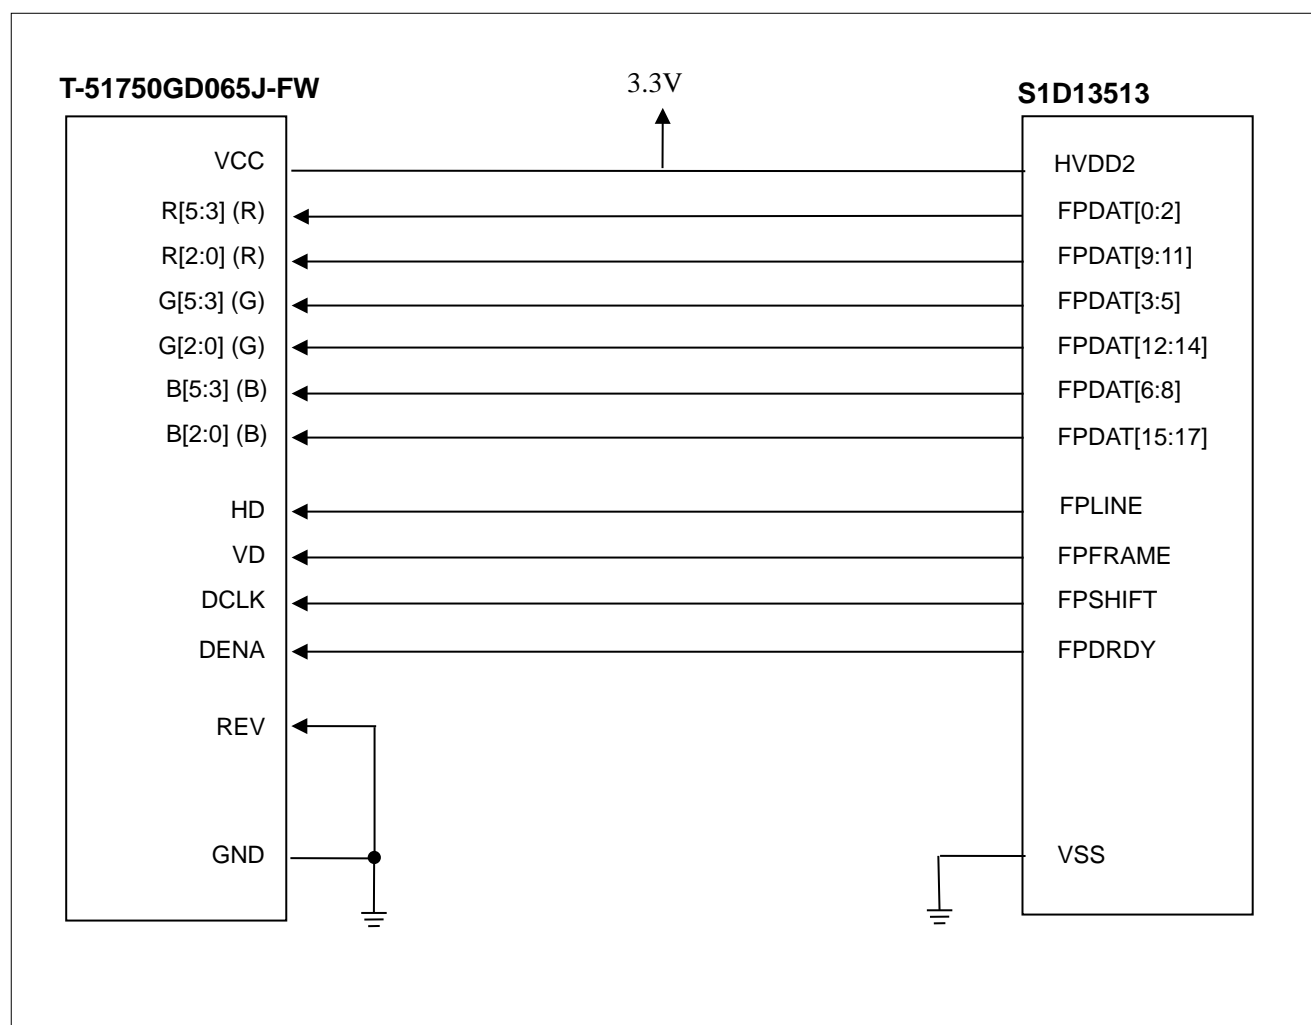 T-51750GD065J-FW
3.3V
S1D13513
VCC
HVDD2
R[5:3] (R)
FPDAT[0:2]
R[2:0] (R)
FPDAT[9:11]
G[5:3] (G)
FPDAT[3:5]
G[2:0] (G)
FPDAT[12:14]
B[5:3] (B)
FPDAT[6:8]
B[2:0] (B)
FPDAT[15:17]
HD
FPLINE
VD
FPFRAME
DCLK
FPSHIFT
DENA
FPDRDY
REV
GND
VSS